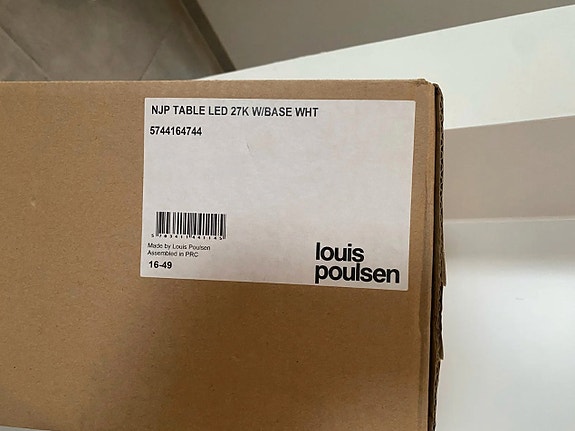 NJP TABLE LED 27K W/BASE WHT
5744164744
Made by Louis Poulsen
Assembled in PRC
16-49
louis
poulsen